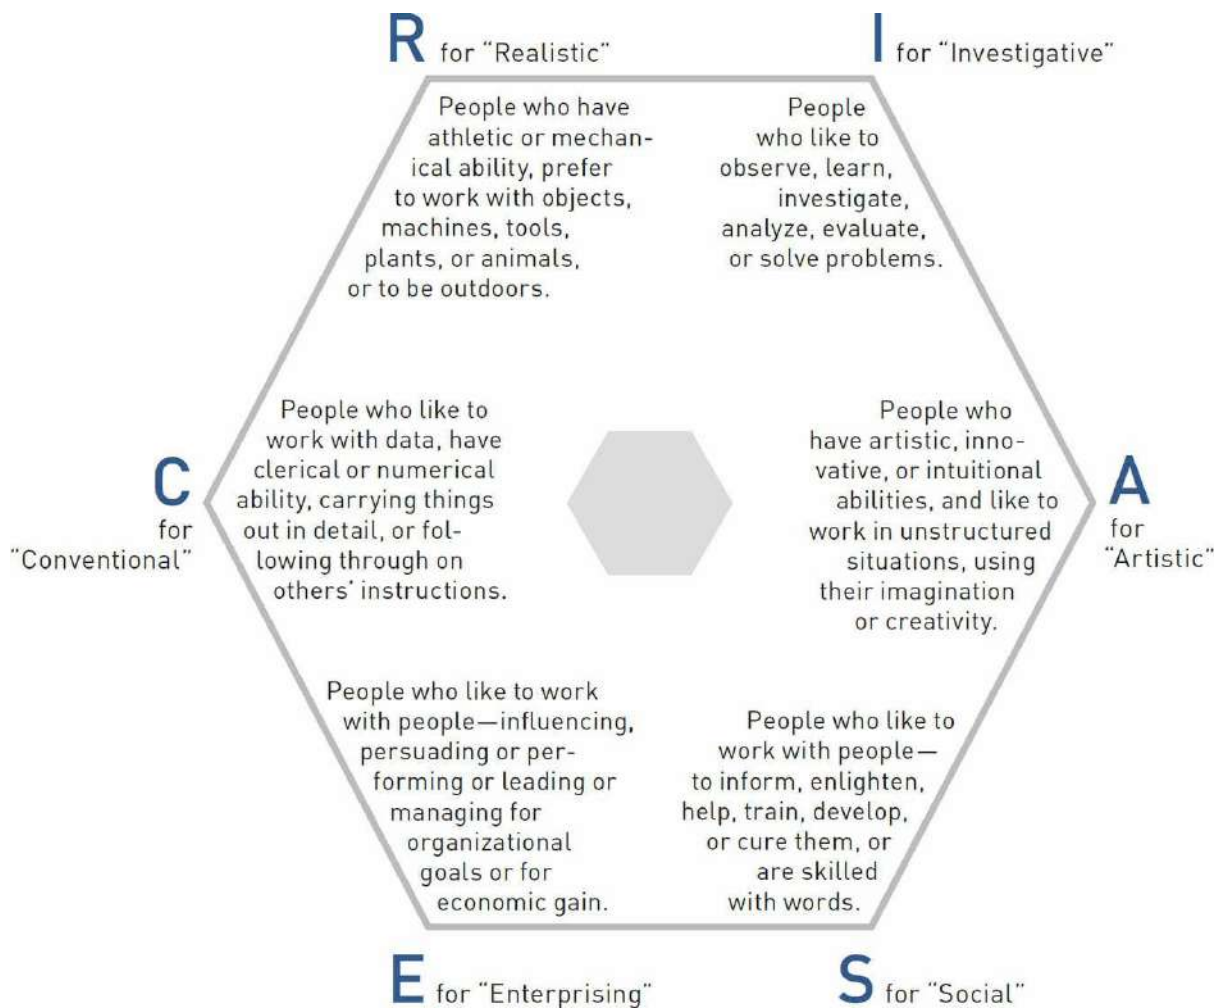 R for “Realistic”
People who have
athletic or mechan-
ical ability, prefer
to work with objects,
machines, tools,
plants, or animals,
or to be outdoors.
I for “Investigative”
People
who like to
observe, learn,
investigate,
analyze, evaluate,
or solve problems.
C
for
“Conventional”
People who like to
work with data, have
clerical or numerical
ability, carrying things
out in detail, or fol-
lowing through on
others’ instructions.
People who
have artistic, inno-
vative, or intuitional
abilities, and like to
work in unstructured
situations, using
their imagination
or creativity.
A
for
“Artistic”
People who like to work
with people—influencing,
persuading or per-
forming or leading or
managing for
organizational
goals or for
economic gain.
E for “Enterprising”
People who like to
work with people—
to inform, enlighten,
help, train, develop,
or cure them, or
are skilled
with words.
S for “Social”